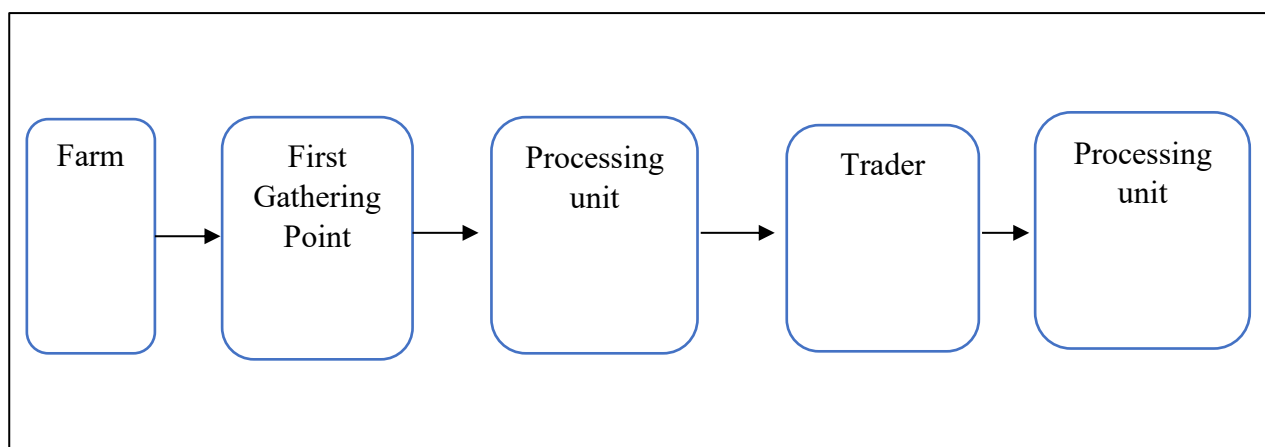 Farm
First
Gathering
Point
Processing
unit
Trader
Processing
unit